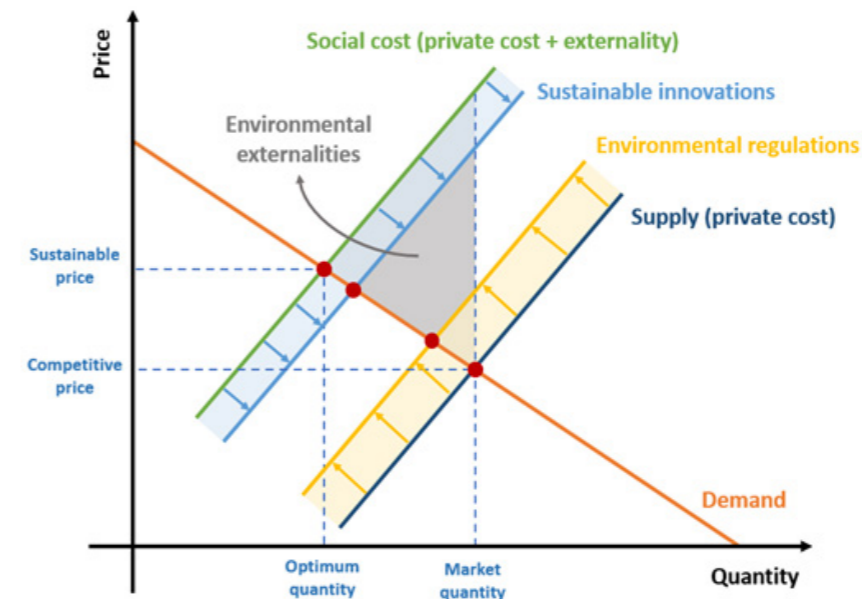 Price
Social cost (private cost + externality)
Sustainable innovations
Environmental
externalities
Environmental regulations
Supply (private cost)
Sustainable
price
Competitive
price
Demand
Optimum
quantity
Market
quantity
Quantity